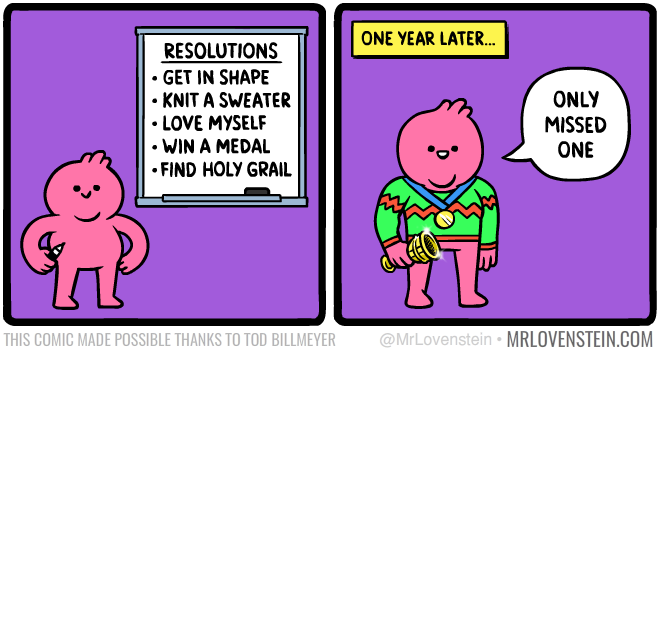 RESOLUTIONS
• GET IN SHAPE
• KNIT A SWEATER
• LOVE MYSELF
• WIN A MEDAL
• FIND HOLY GRAIL
ONE YEAR LATER...
ONLY
MISSED
ONE
THIS COMIC MADE POSSIBLE THANKS TO TOD BILLMEYER
@MrLovenstein • MRLOVENSTEIN.COM